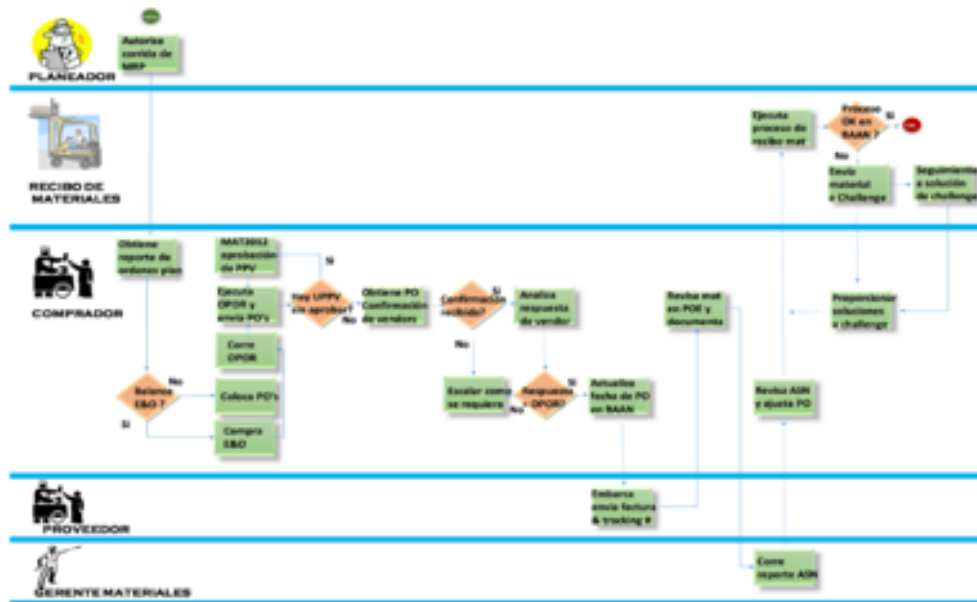 Autoriza
corrida de
MRP
PLANEADOR
RECIBO DE
MATERIALES
Ejecuta
proceso de
recibo mat
Proceso
OK en
BAAN ?
Si
No
Envía
material
a Challenge
Seguimiento
a solución
de challenge
COMPRADOR
Obtiene
reporte de
ordenes plan
MAT2012
aprobación
de PPV
Si
Ejecuta
OPOR y
envía PO's
Hay UPPV
sin aprobar?
No
Obtiene PO
Confirmación
de vendors
Confirmación
recibida?
Si
No
Analiza
respuesta
de vendor
Revisa mat
en POE y
documenta
Proporcionar
soluciones
a challenge
Corre
OPOR
Balance
E&O ?
No
Si
Coloca PO's
Compra
E&O
Escalar como
se requiera
No
Respuesta
= OPOR?
Si
Actualiza
fecha de PO
en BAAN
Revisa ASN
y ajusta PO
PROVEEDOR
Embarca
envía factura
& tracking #
GERENTE MATERIALES
Corre
reporte ASN